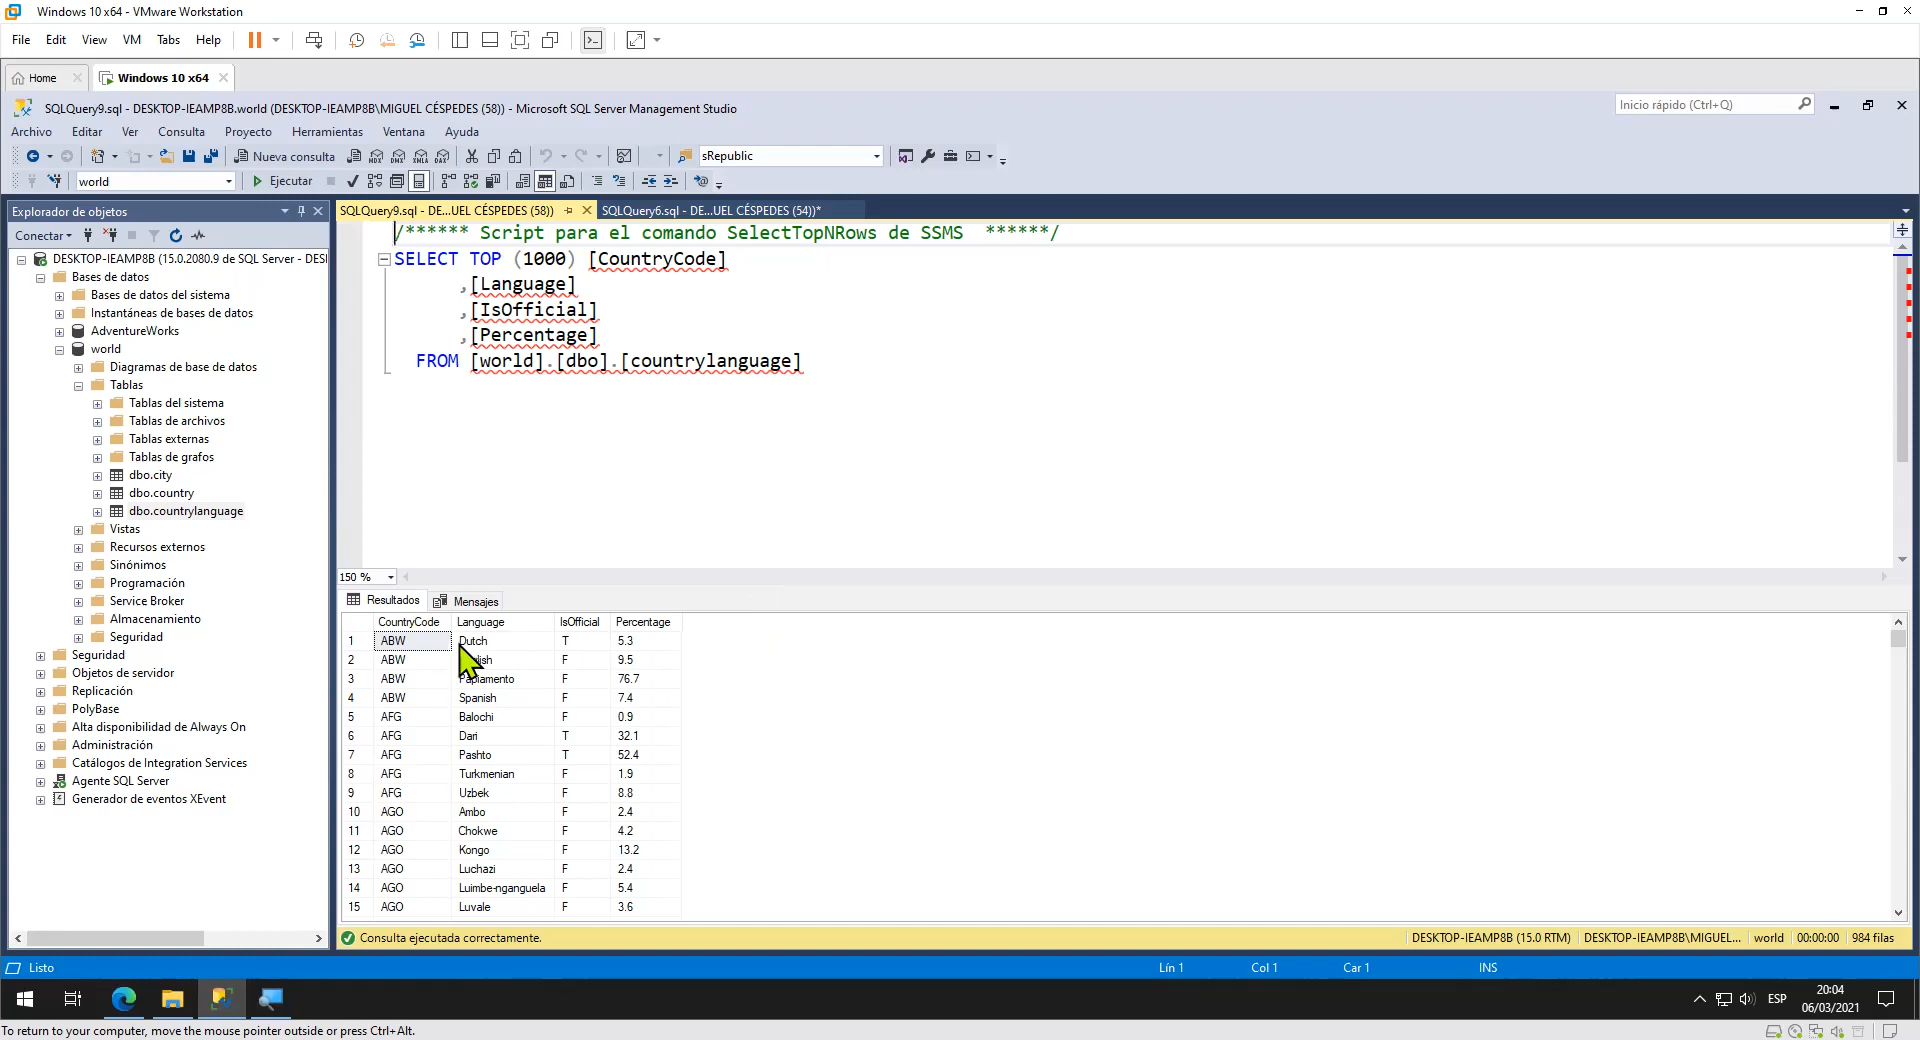 Windows 10 x64 - VMware Workstation
File Edit View VM Tabs Help
Home
Windows 10 x64
SQLQuery9.sql - DESKTOP-IEAMP8B.world (DESKTOP-IEAMP8B\MIGUEL CÉSPEDES (58)) - Microsoft SQL Server Management Studio
Inicio rápido (Ctrl+Q)
Archivo Editar Ver Consulta Proyecto Herramientas Ventana Ayuda
Nueva consulta
MDX DMX XMLA DAX
sRepublic
world
Ejecutar
Explorador de objetos
SQLQuery9.sql - DE...UEL CÉSPEDES (58))
SQLQuery6.sql - DE...UEL CÉSPEDES (54))*
Conectar
DESKTOP-IEAMP8B (15.0.2080.9 de SQL Server - DESI
Bases de datos
Bases de datos del sistema
Instantáneas de bases de datos
AdventureWorks
world
Diagramas de base de datos
Tablas
Tablas del sistema
Tablas de archivos
Tablas externas
Tablas de grafos
dbo.city
dbo.country
dbo.countrylanguage
Vistas
Recursos externos
Sinónimos
Programación
Service Broker
Almacenamiento
Seguridad
Seguridad
Objetos de servidor
Replicación
PolyBase
Alta disponibilidad de Always On
Administración
Catálogos de Integration Services
Agente SQL Server
Generador de eventos XEvent
/****** Script para el comando SelectTopNRows de SSMS  ******/
SELECT TOP (1000) [CountryCode]
,[Language]
,[IsOfficial]
,[Percentage]
FROM [world].[dbo].[countrylanguage]
150 %
Resultados Mensajes
CountryCode Language IsOfficial Percentage
1 ABW Dutch T 5.3
2 ABW lish F 9.5
3 ABW Papiamento F 76.7
4 ABW Spanish F 7.4
5 AFG Balochi F 0.9
6 AFG Dari T 32.1
7 AFG Pashto T 52.4
8 AFG Turkmenian F 1.9
9 AFG Uzbek F 8.8
10 AGO Ambo F 2.4
11 AGO Chokwe F 4.2
12 AGO Kongo F 13.2
13 AGO Luchazi F 2.4
14 AGO Luimbe-nganguela F 5.4
15 AGO Luvale F 3.6
Consulta ejecutada correctamente.
DESKTOP-IEAMP8B (15.0 RTM) DESKTOP-IEAMP8B\MIGUEL... world 00:00:00 984 filas
Listo
Lín 1 Col 1 Car 1 INS
ESP
20:04
06/03/2021
To return to your computer, move the mouse pointer outside or press Ctrl+Alt.